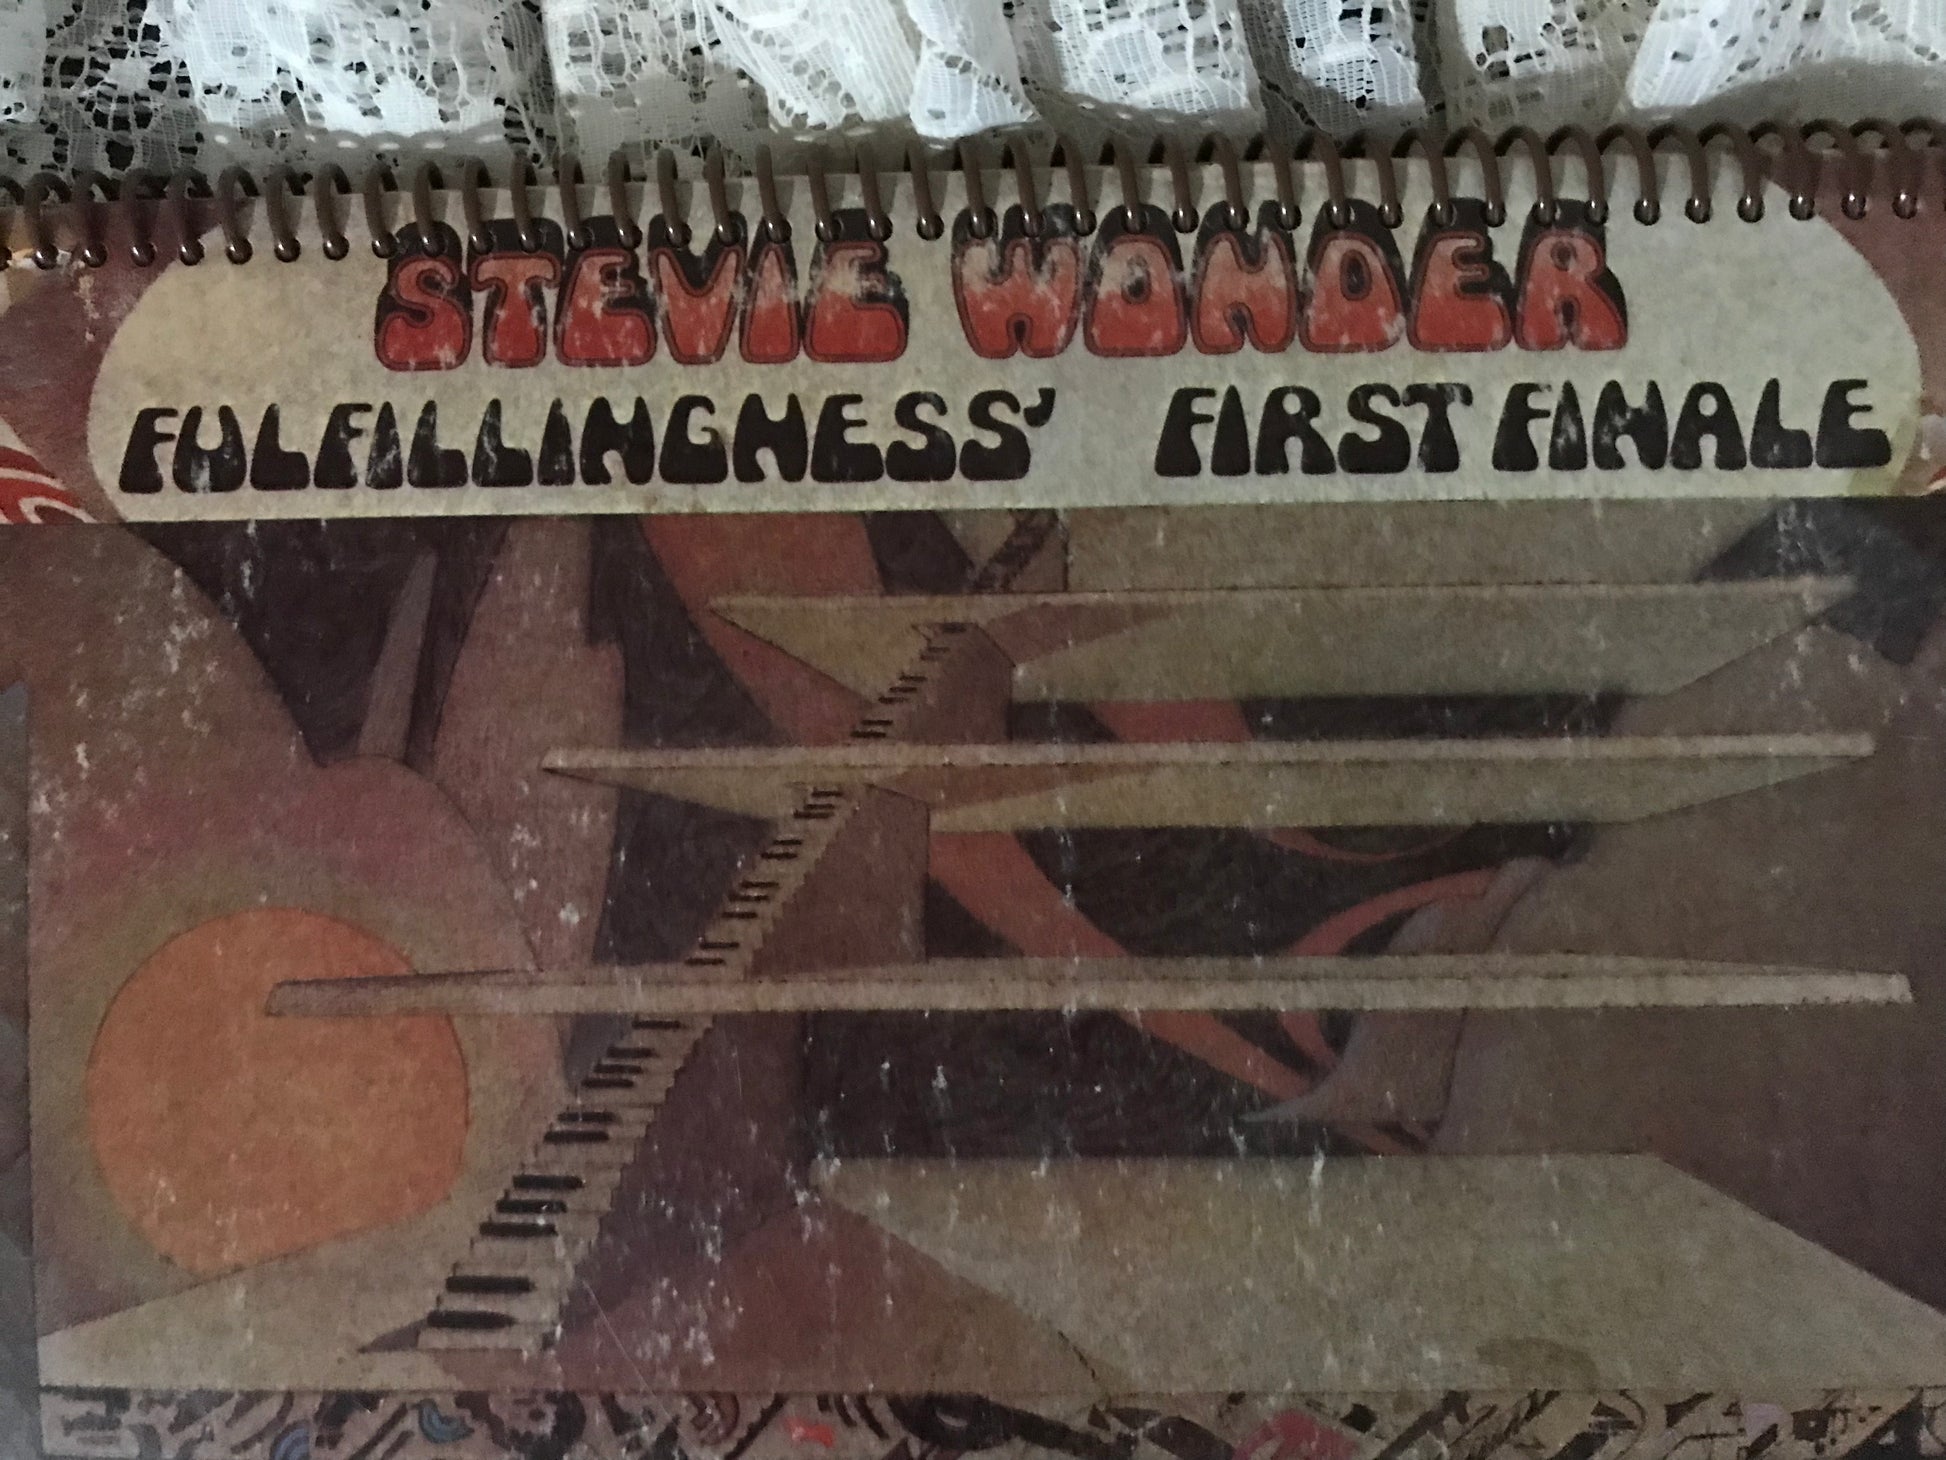 STEVIE WONDER
FULFILLINGNESS' FIRST FINALE